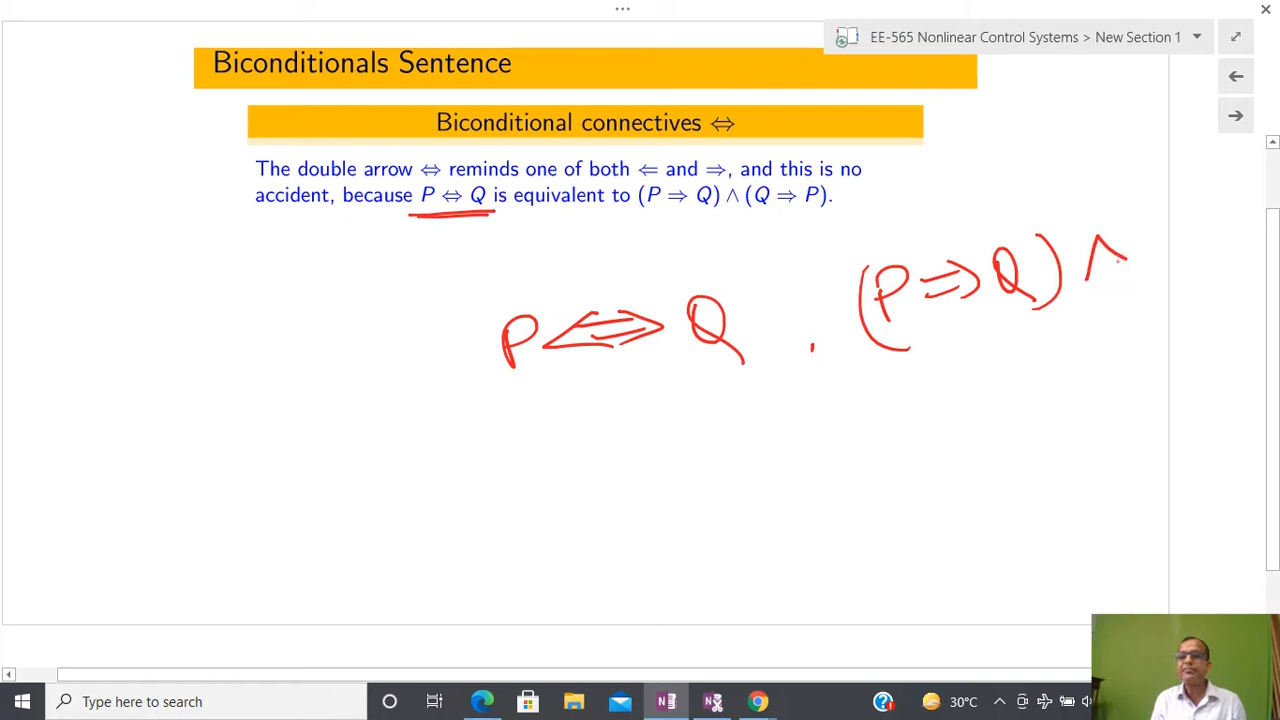 EE-565 Nonlinear Control Systems > New Section 1
Biconditionals Sentence
Biconditional connectives ⇔
The double arrow ⇔ reminds one of both ⇐ and ⇒, and this is no
accident, because P ⇔ Q is equivalent to (P ⇒ Q) ∧ (Q ⇒ P).
(P ⇒ Q) ∧
P ⇔ Q .
Type here to search
30°C